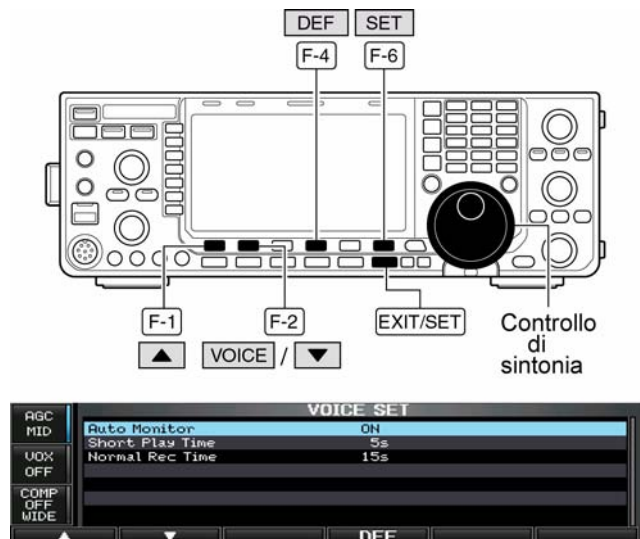 DEF SET
F-4 F-6
F-1 F-2 EXIT/SET
▲ VOICE / ▼
Controllo
di
sintonia
VOICE SET
AGC
MID
VOX
OFF
COMP
OFF
WIDE
Auto Monitor ON
Short Play Time 5s
Normal Rec Time 15s
▲ ▼ DEF